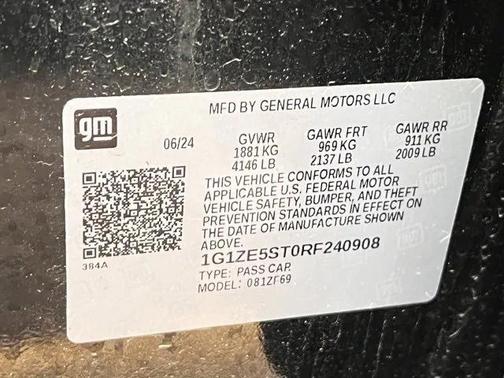 gm
MFD BY GENERAL MOTORS LLC
06/24 GVWR GAWR FRT GAWR RR
1881 KG 969 KG 911 KG
4146 LB 2137 LB 2009 LB
THIS VEHICLE CONFORMS TO ALL
APPLICABLE U.S. FEDERAL MOTOR
VEHICLE SAFETY, BUMPER, AND THEFT
PREVENTION STANDARDS IN EFFECT ON
THE DATE OF MANUFACTURE SHOWN
ABOVE.
384A
1G1ZE5ST0RF240908
TYPE: PASS CAR
MODEL: 081ZF69